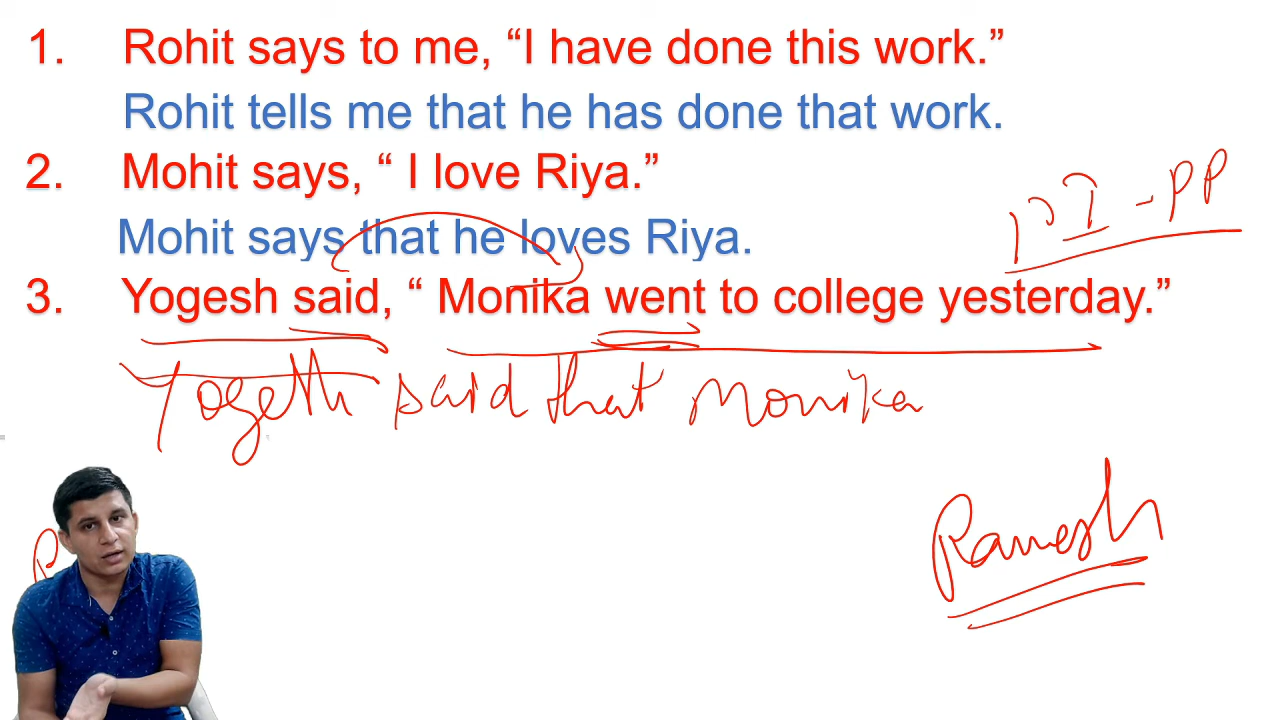 1. Rohit says to me, “I have done this work.”
Rohit tells me that he has done that work.
2. Mohit says, “ I love Riya.”
Mohit says that he loves Riya.
3. Yogesh said, “ Monika went to college yesterday.”
Yogeth said that Monika
Ramesh